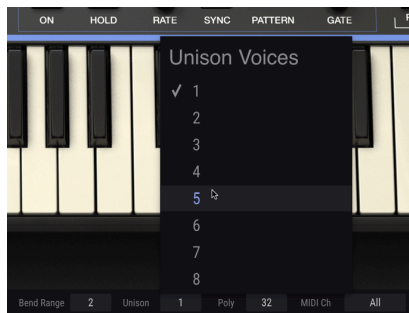 ON HOLD RATE SYNC PATTERN GATE
Unison Voices
✓ 1
2
3
4
5
6
7
8
Bend Range 2 Unison 1 Poly 32 MIDI Ch All